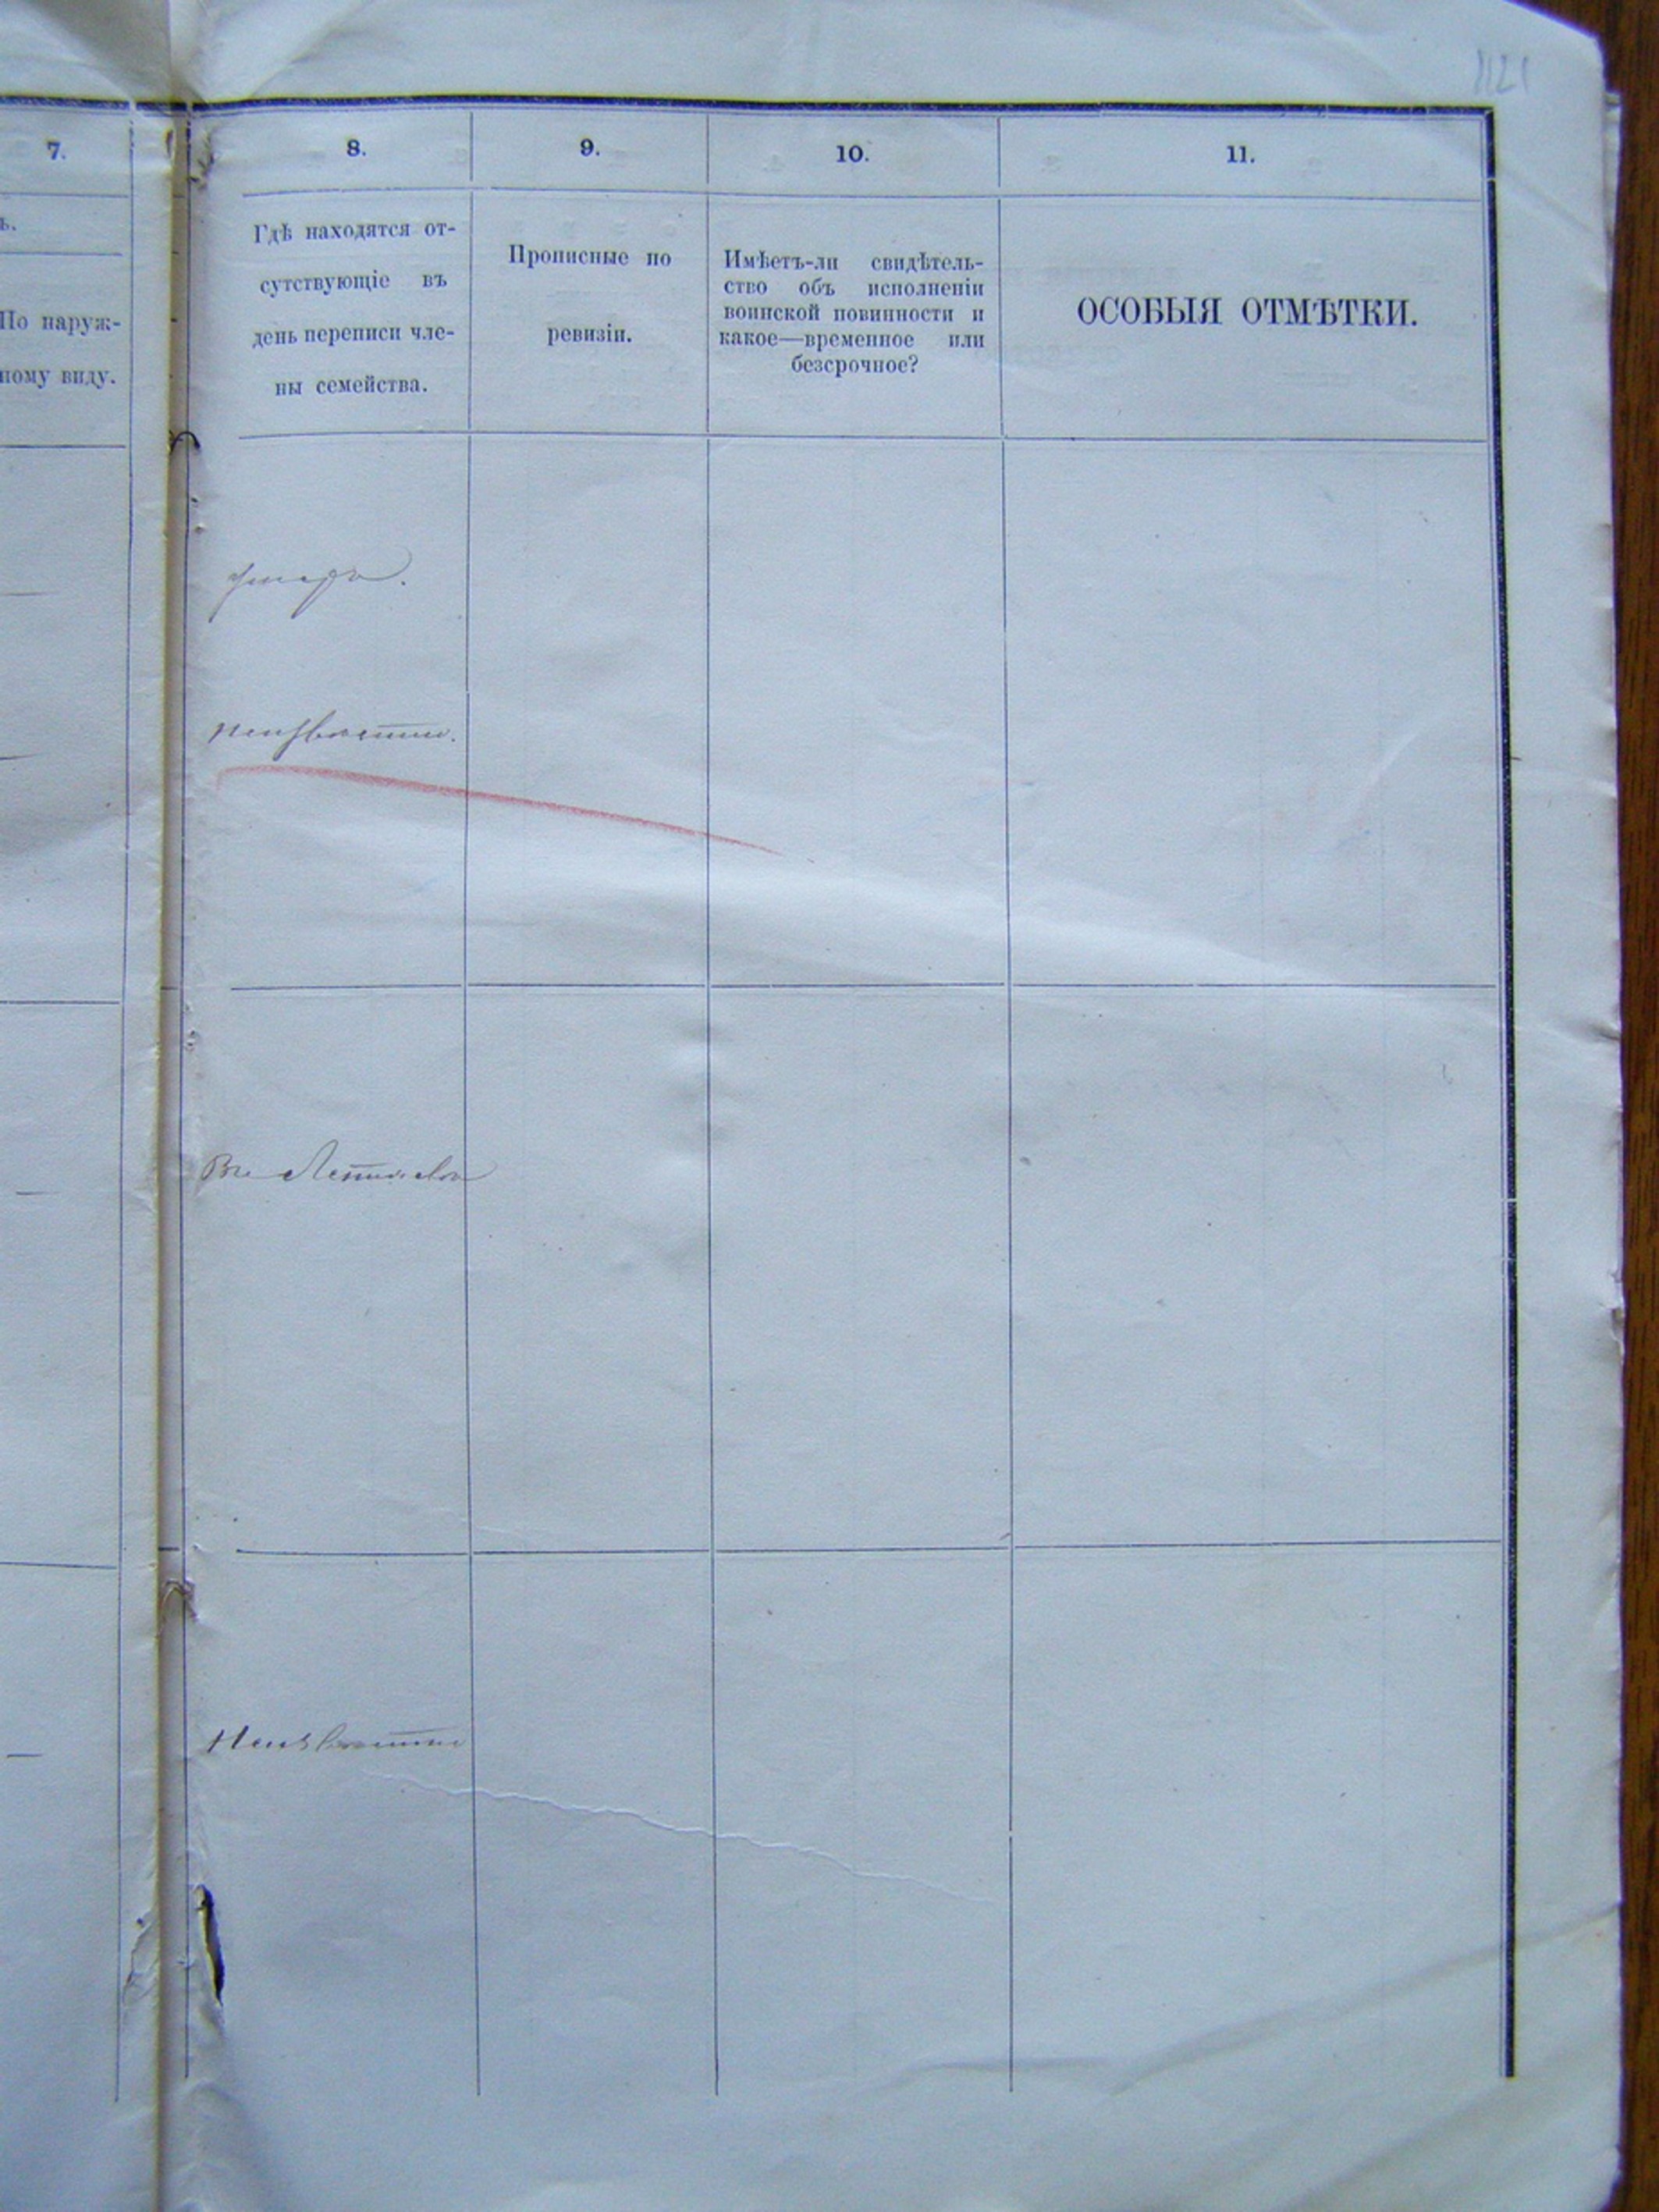 1121
7.
8.
9.
10.
11.
ъ.
По наруж-
ному виду.
Гдѣ находятся от-
сутствующіе въ
день переписи чле-
ны семейства.
Прописные по
ревизіи.
Имѣетъ-ли свидѣтель-
ство объ исполненіи
воинской повинности и
какое—временное или
безсрочное?
ОСОБЫЯ ОТМѢТКИ.
Умеръ.
неизвѣстно.
Въ
Неизвѣстно